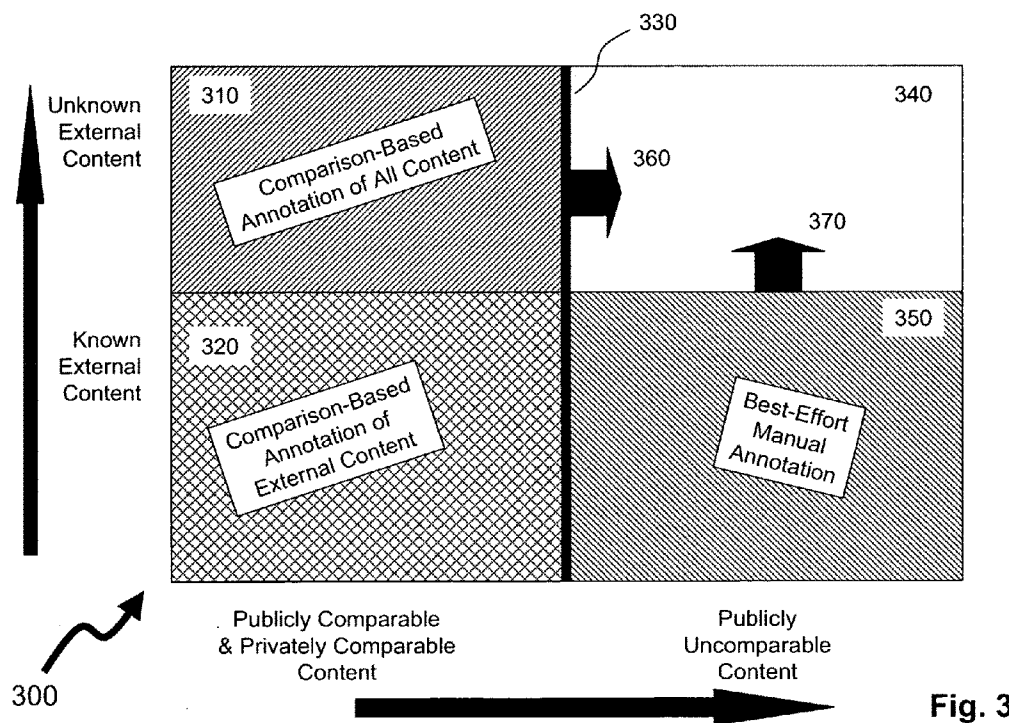 330
Unknown
External
Content
310
Comparison-Based
Annotation of All Content
340
360
370
Known
External
Content
320
Comparison-Based
Annotation of
External Content
350
Best-Effort
Manual
Annotation
Publicly Comparable
& Privately Comparable
Content
Publicly
Uncomparable
Content
300
Fig. 3